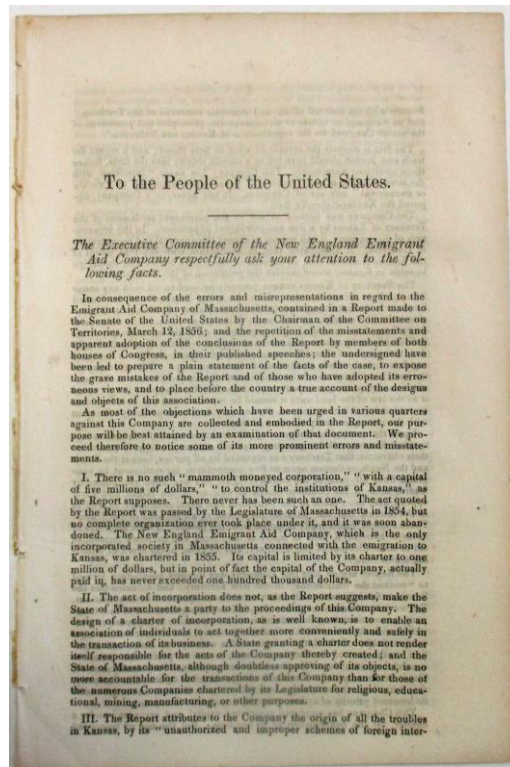 To the People of the United States.
The Executive Committee of the New England Emigrant
Aid Company respectfully ask your attention to the fol-
lowing facts.
In consequence of the errors and misrepresentations in regard to the
Emigrant Aid Company of Massachusetts, contained in a Report made to
the Senate of the United States by the Chairman of the Committee on
Territories, March 12, 1856; and the repetition of the misstatements and
apparent adoption of the conclusions of the Report by members of both
houses of Congress, in their published speeches; the undersigned have
been led to prepare a plain statement of the facts of the case, to expose
the grave mistakes of the Report and of those who have adopted its erro-
neous views, and to place before the country a true account of the designs
and objects of this association.
As most of the objections which have been urged in various quarters
against this Company are collected and embodied in the Report, our pur-
pose will be best attained by an examination of that document. We pro-
ceed therefore to notice some of its more prominent errors and misstate-
ments.
I. There is no such "mammoth moneyed corporation," "with a capital
of five millions of dollars," "to control the institutions of Kansas," as
the Report supposes. There never has been such an one. The act quoted
by the Report was passed by the Legislature of Massachusetts in 1854, but
no complete organization ever took place under it, and it was soon aban-
doned. The New England Emigrant Aid Company, which is the only
incorporated society in Massachusetts connected with the emigration to
Kansas, was chartered in 1855. Its capital is limited by its charter to one
million of dollars, but in point of fact the capital of the Company, actually
paid in, has never exceeded one hundred thousand dollars.
II. The act of incorporation does not, as the Report suggests, make the
State of Massachusetts a party to the proceedings of this Company. The
design of a charter of incorporation, as is well known, is to enable an
association of individuals to act together more conveniently and safely in
the transaction of its business. A State granting a charter does not render
itself responsible for the acts of the Company thereby created; and the
State of Massachusetts, although doubtless approving of its objects, is no
more accountable for the transactions of this Company than for those of
the numerous Companies chartered by its Legislature for religious, educa-
tional, mining, manufacturing, or other purposes.
III. The Report attributes to the Company the origin of all the troubles
in Kansas, by its "unauthorized and improper schemes of foreign inter-